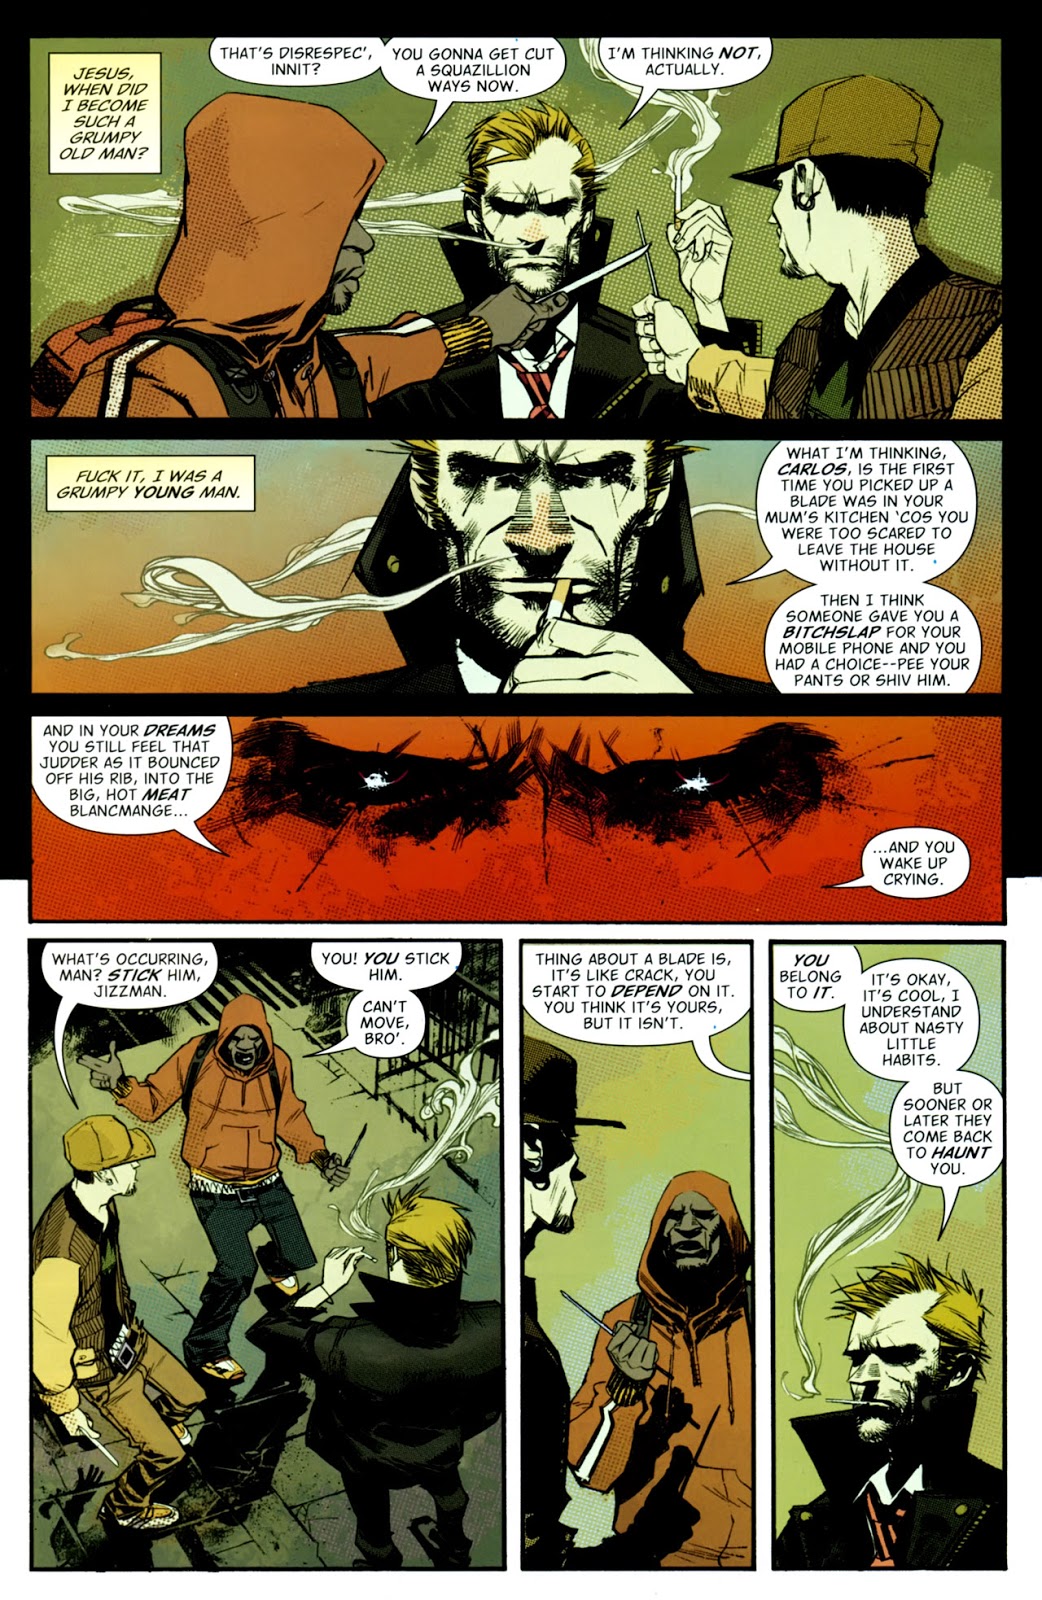 JESUS,
WHEN DID
I BECOME
SUCH A
GRUMPY
OLD MAN?
THAT'S DISRESPEC',
INNIT?
YOU GONNA GET CUT
A SQUAZILLION
WAYS NOW.
I'M THINKING NOT,
ACTUALLY.
FUCK IT, I WAS A
GRUMPY YOUNG MAN.
WHAT I'M THINKING,
CARLOS, IS THE FIRST
TIME YOU PICKED UP A
BLADE WAS IN YOUR
MUM'S KITCHEN 'COS YOU
WERE TOO SCARED TO
LEAVE THE HOUSE
WITHOUT IT.
THEN I THINK
SOMEONE GAVE YOU A
BITCHSLAP FOR YOUR
MOBILE PHONE AND YOU
HAD A CHOICE--PEE YOUR
PANTS OR SHIV HIM.
AND IN YOUR DREAMS
YOU STILL FEEL THAT
JUDDER AS IT BOUNCED
OFF HIS RIB, INTO THE
BIG, HOT MEAT
BLANCMANGE...
...AND YOU
WAKE UP
CRYING.
WHAT'S OCCURRING,
MAN? STICK HIM,
JIZZMAN.
YOU! YOU STICK
HIM.
CAN'T
MOVE,
BRO'.
THING ABOUT A BLADE IS,
IT'S LIKE CRACK, YOU
START TO DEPEND ON IT.
YOU THINK IT'S YOURS,
BUT IT ISN'T.
YOU
BELONG
TO IT.
IT'S OKAY,
IT'S COOL, I
UNDERSTAND
ABOUT NASTY
LITTLE
HABITS.
BUT
SOONER OR
LATER THEY
COME BACK
TO HAUNT
YOU.